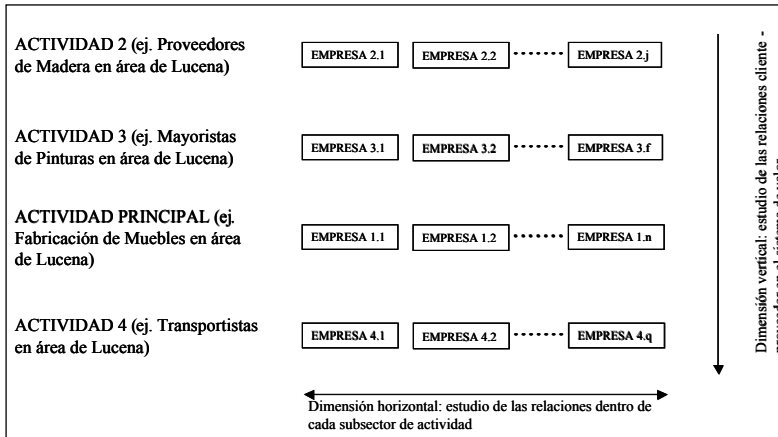 ACTIVIDAD 2 (ej. Proveedores
de Madera en área de Lucena)
EMPRESA 2.1
EMPRESA 2.2
EMPRESA 2.j
ACTIVIDAD 3 (ej. Mayoristas
de Pinturas en área de Lucena)
EMPRESA 3.1
EMPRESA 3.2
EMPRESA 3.f
ACTIVIDAD PRINCIPAL (ej.
Fabricación de Muebles en área
de Lucena)
EMPRESA 1.1
EMPRESA 1.2
EMPRESA 1.n
ACTIVIDAD 4 (ej. Transportistas
en área de Lucena)
EMPRESA 4.1
EMPRESA 4.2
EMPRESA 4.q
Dimensión horizontal: estudio de las relaciones dentro de
cada subsector de actividad
Dimensión vertical: estudio de las relaciones cliente -